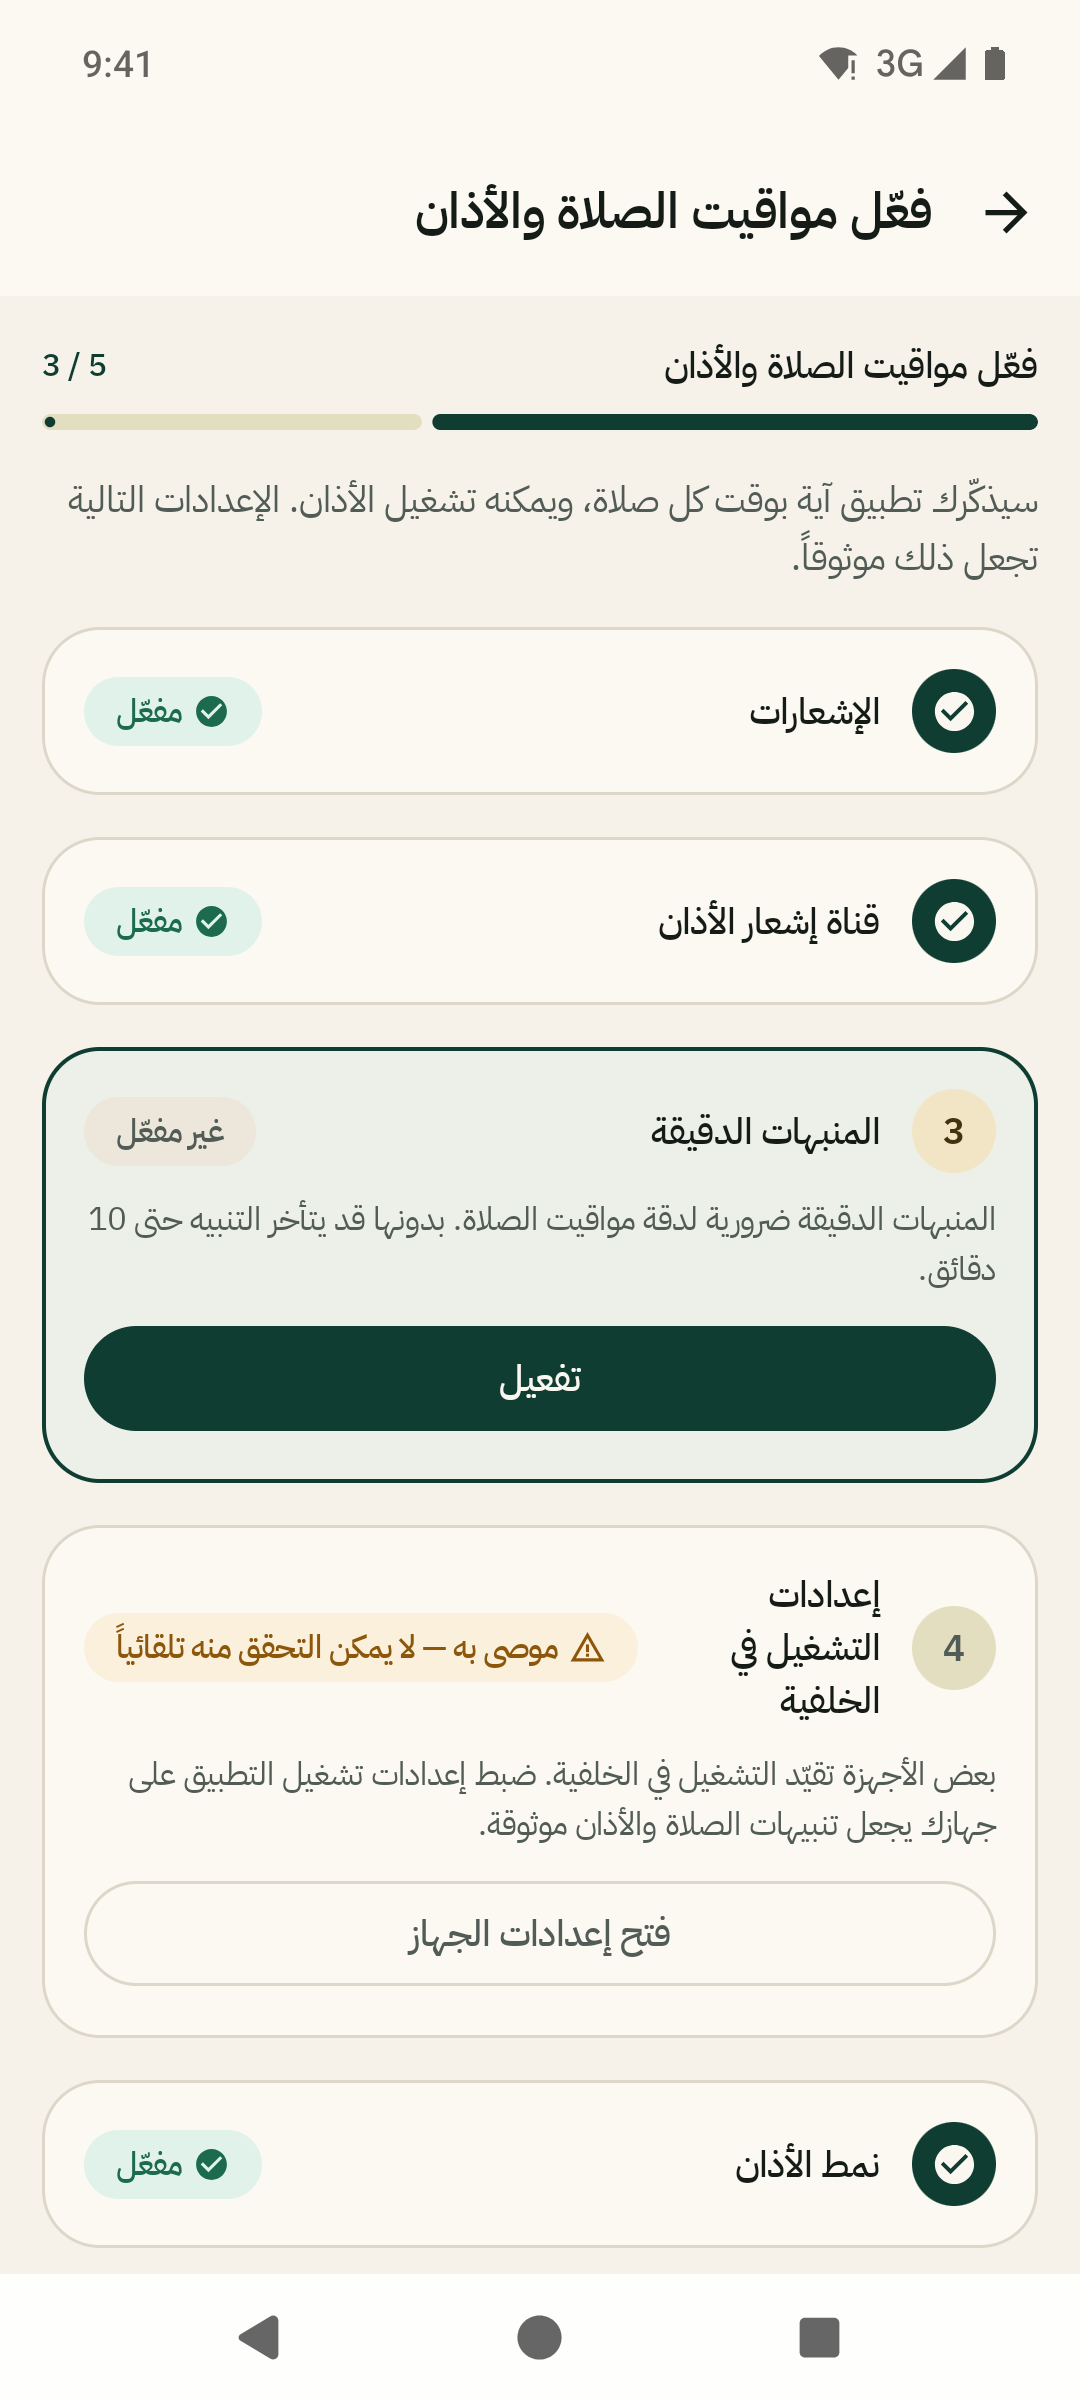 9:41
3G
فعّل مواقيت الصلاة والأذان
فعّل مواقيت الصلاة والأذان
3 / 5
سيذكّرك تطبيق آية بوقت كل صلاة، ويمكنه تشغيل الأذان. الإعدادات التالية
تجعل ذلك موثوقاً.
الإشعارات
مفعّل
قناة إشعار الأذان
مفعّل
3
المنبهات الدقيقة
غير مفعّل
المنبهات الدقيقة ضرورية لدقة مواقيت الصلاة. بدونها قد يتأخر التنبيه حتى 10
دقائق.
تفعيل
4
إعدادات
التشغيل في
الخلفية
موصى به — لا يمكن التحقق منه تلقائياً
بعض الأجهزة تقيّد التشغيل في الخلفية. ضبط إعدادات تشغيل التطبيق على
جهازك يجعل تنبيهات الصلاة والأذان موثوقة.
فتح إعدادات الجهاز
نمط الأذان
مفعّل